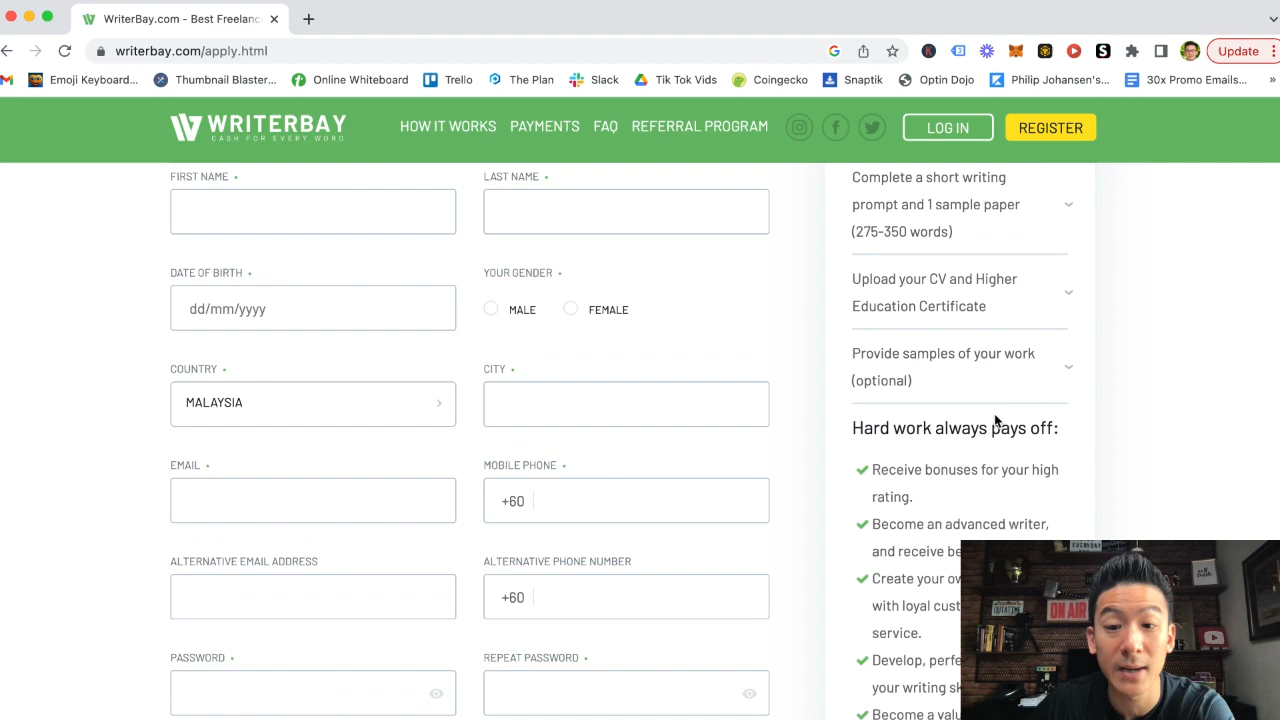 WriterBay.com - Best Freelanc
writerbay.com/apply.html
Update
Emoji Keyboard... Thumbnail Blaster... Online Whiteboard Trello The Plan Slack Tik Tok Vids Coingecko Snaptik Optin Dojo Philip Johansen's... 30x Promo Emails... »
WRITERBAY
CASH FOR EVERY WORD
HOW IT WORKS PAYMENTS FAQ REFERRAL PROGRAM LOG IN REGISTER
FIRST NAME • LAST NAME •
DATE OF BIRTH • YOUR GENDER •
dd/mm/yyyy MALE FEMALE
COUNTRY • CITY •
MALAYSIA
EMAIL • MOBILE PHONE •
+60
ALTERNATIVE EMAIL ADDRESS ALTERNATIVE PHONE NUMBER
+60
PASSWORD • REPEAT PASSWORD •
Complete a short writing
prompt and 1 sample paper
(275-350 words)
Upload your CV and Higher
Education Certificate
Provide samples of your work
(optional)
Hard work always pays off:
Receive bonuses for your high
rating.
Become an advanced writer,
and receive be
Create your ow
with loyal cust
service.
Develop, perfe
your writing sk
Become a valu
EVERYDAY
OUTATIME
ON AIR